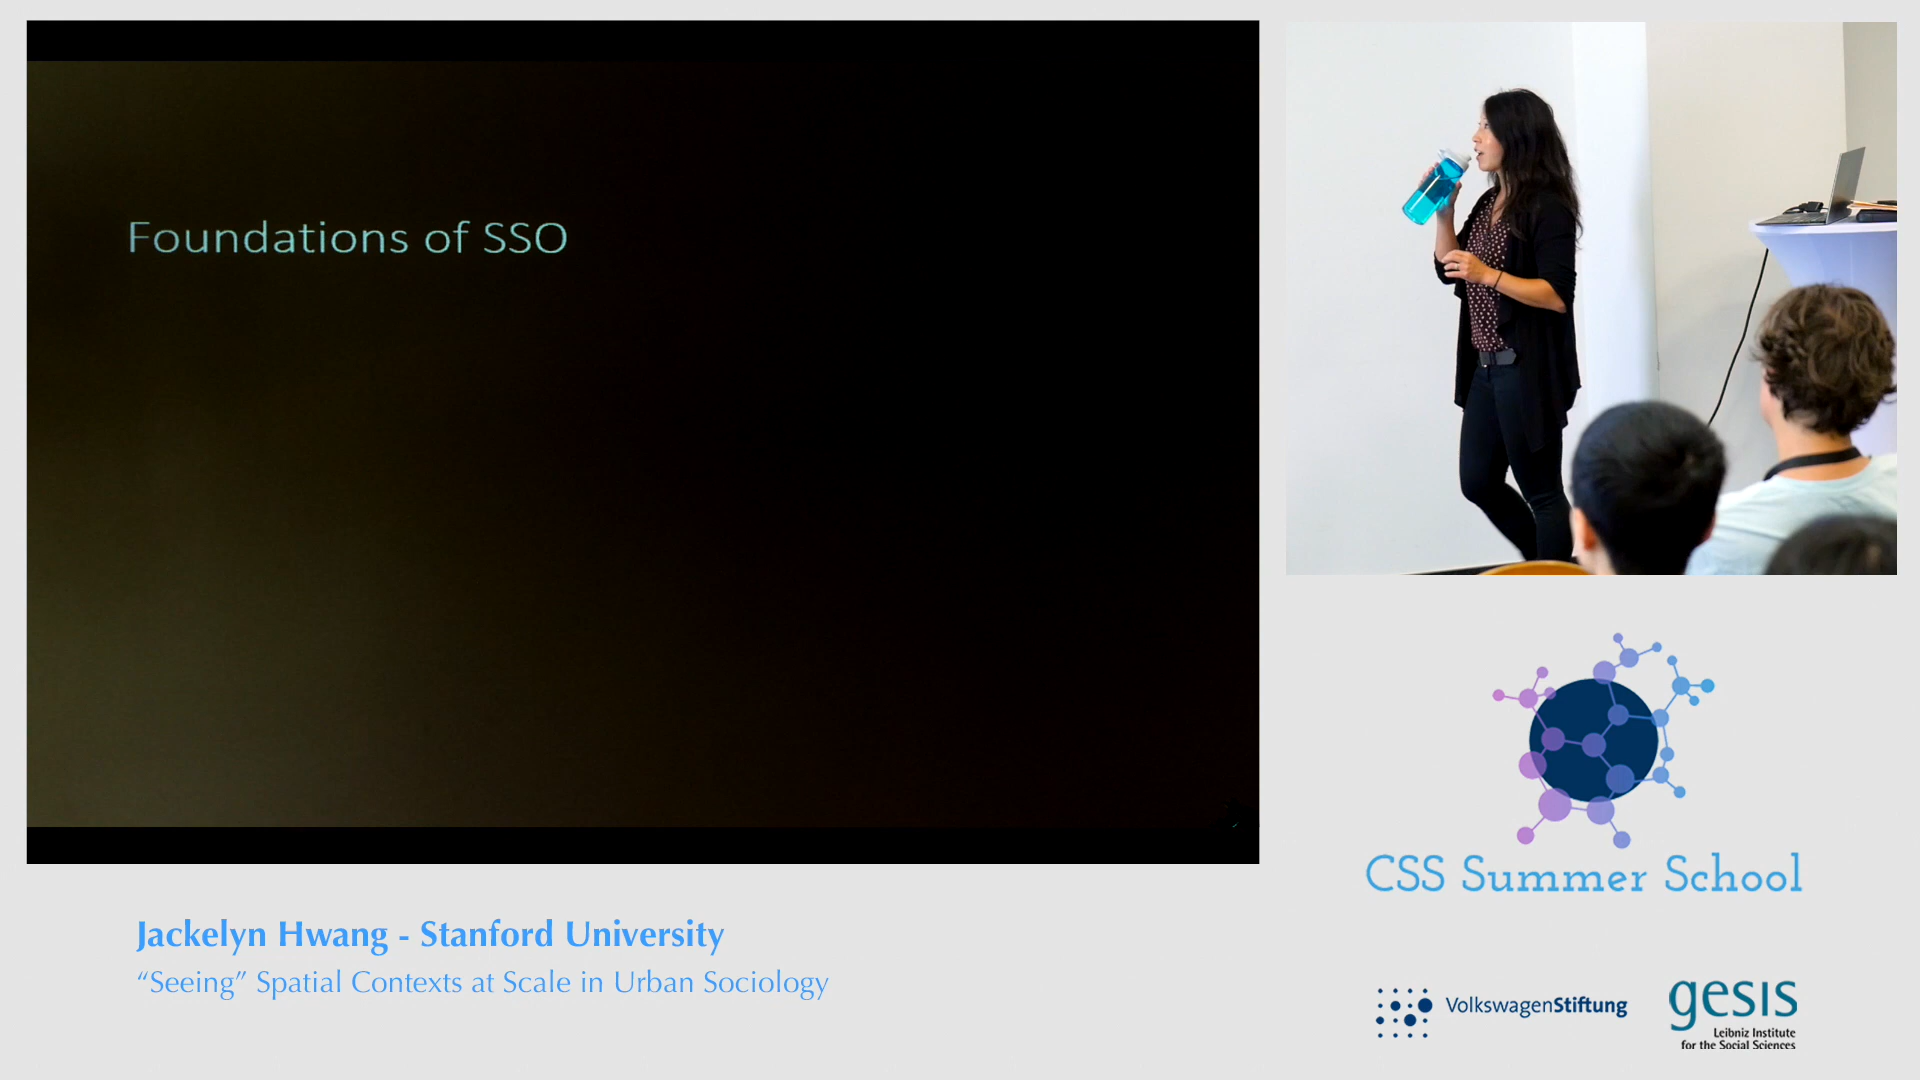 Foundations of SSO
Jackelyn Hwang - Stanford University
“Seeing” Spatial Contexts at Scale in Urban Sociology
CSS Summer School
VolkswagenStiftung
gesis
Leibniz Institute
for the Social Sciences